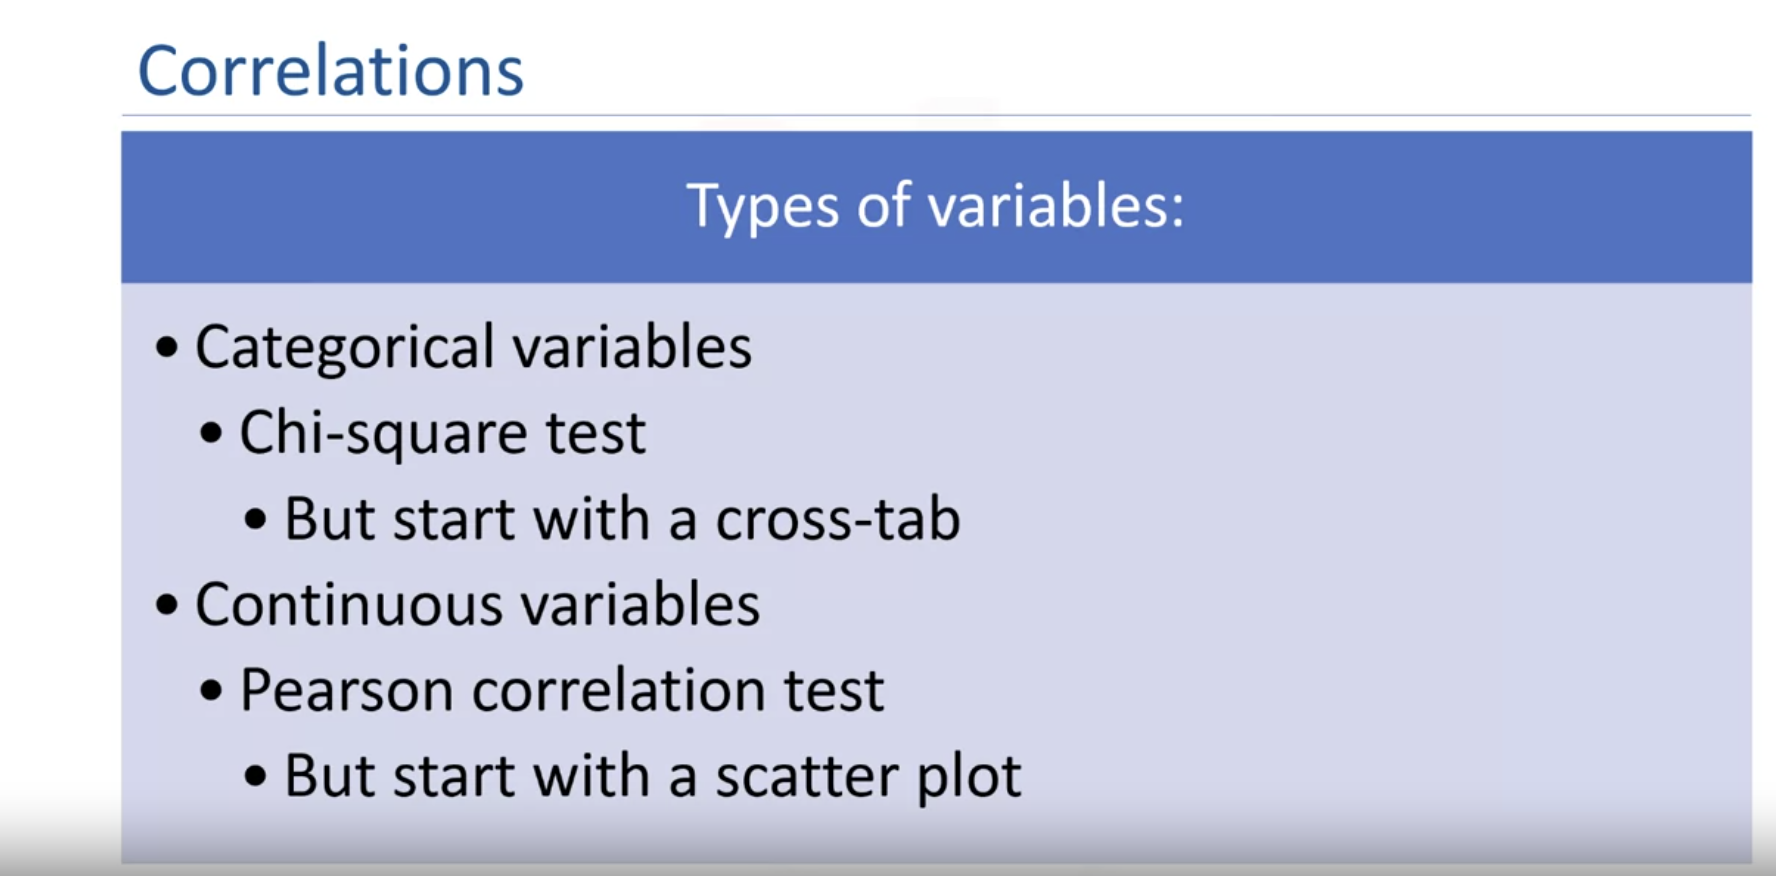 Correlations
Types of variables:
• Categorical variables
• Chi-square test
• But start with a cross-tab
• Continuous variables
• Pearson correlation test
• But start with a scatter plot